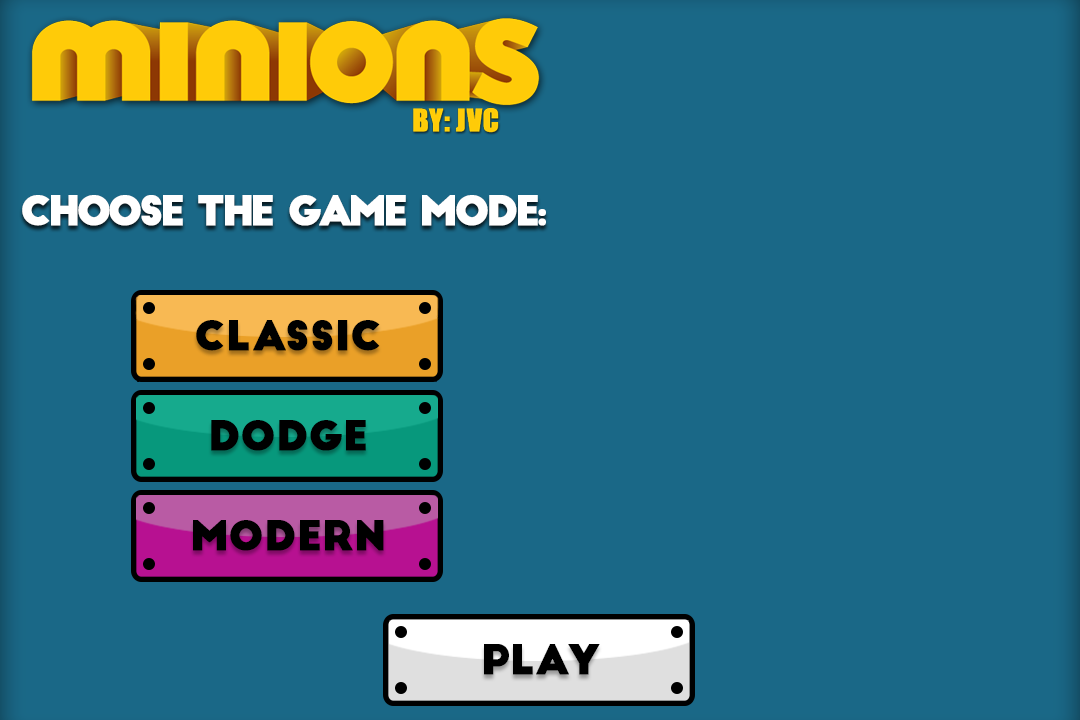 MINIONS
BY: JVC
CHOOSE THE GAME MODE:
CLASSIC
DODGE
MODERN
PLAY